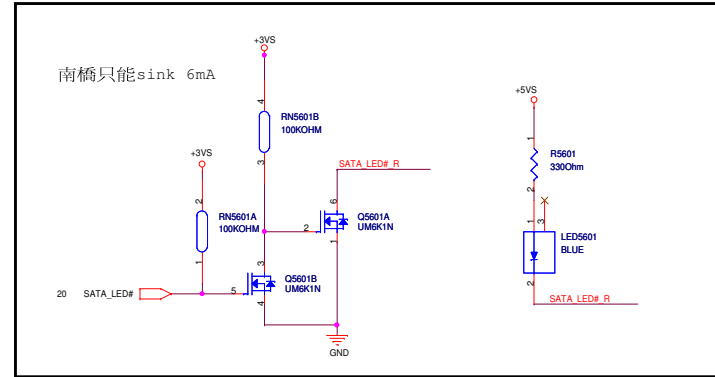 +3VS
南橋只能sink 6mA
4
RN5601B
100KOHM
3
+3VS
2
RN5601A
100KOHM
1
SATA_LED#_R
6
2
Q5601A
UM6K1N
1
3
Q5601B
UM6K1N
5
4
20 SATA_LED#
GND
+5VS
1
R5601
330Ohm
2
1
3
LED5601
BLUE
2
SATA_LED#_R